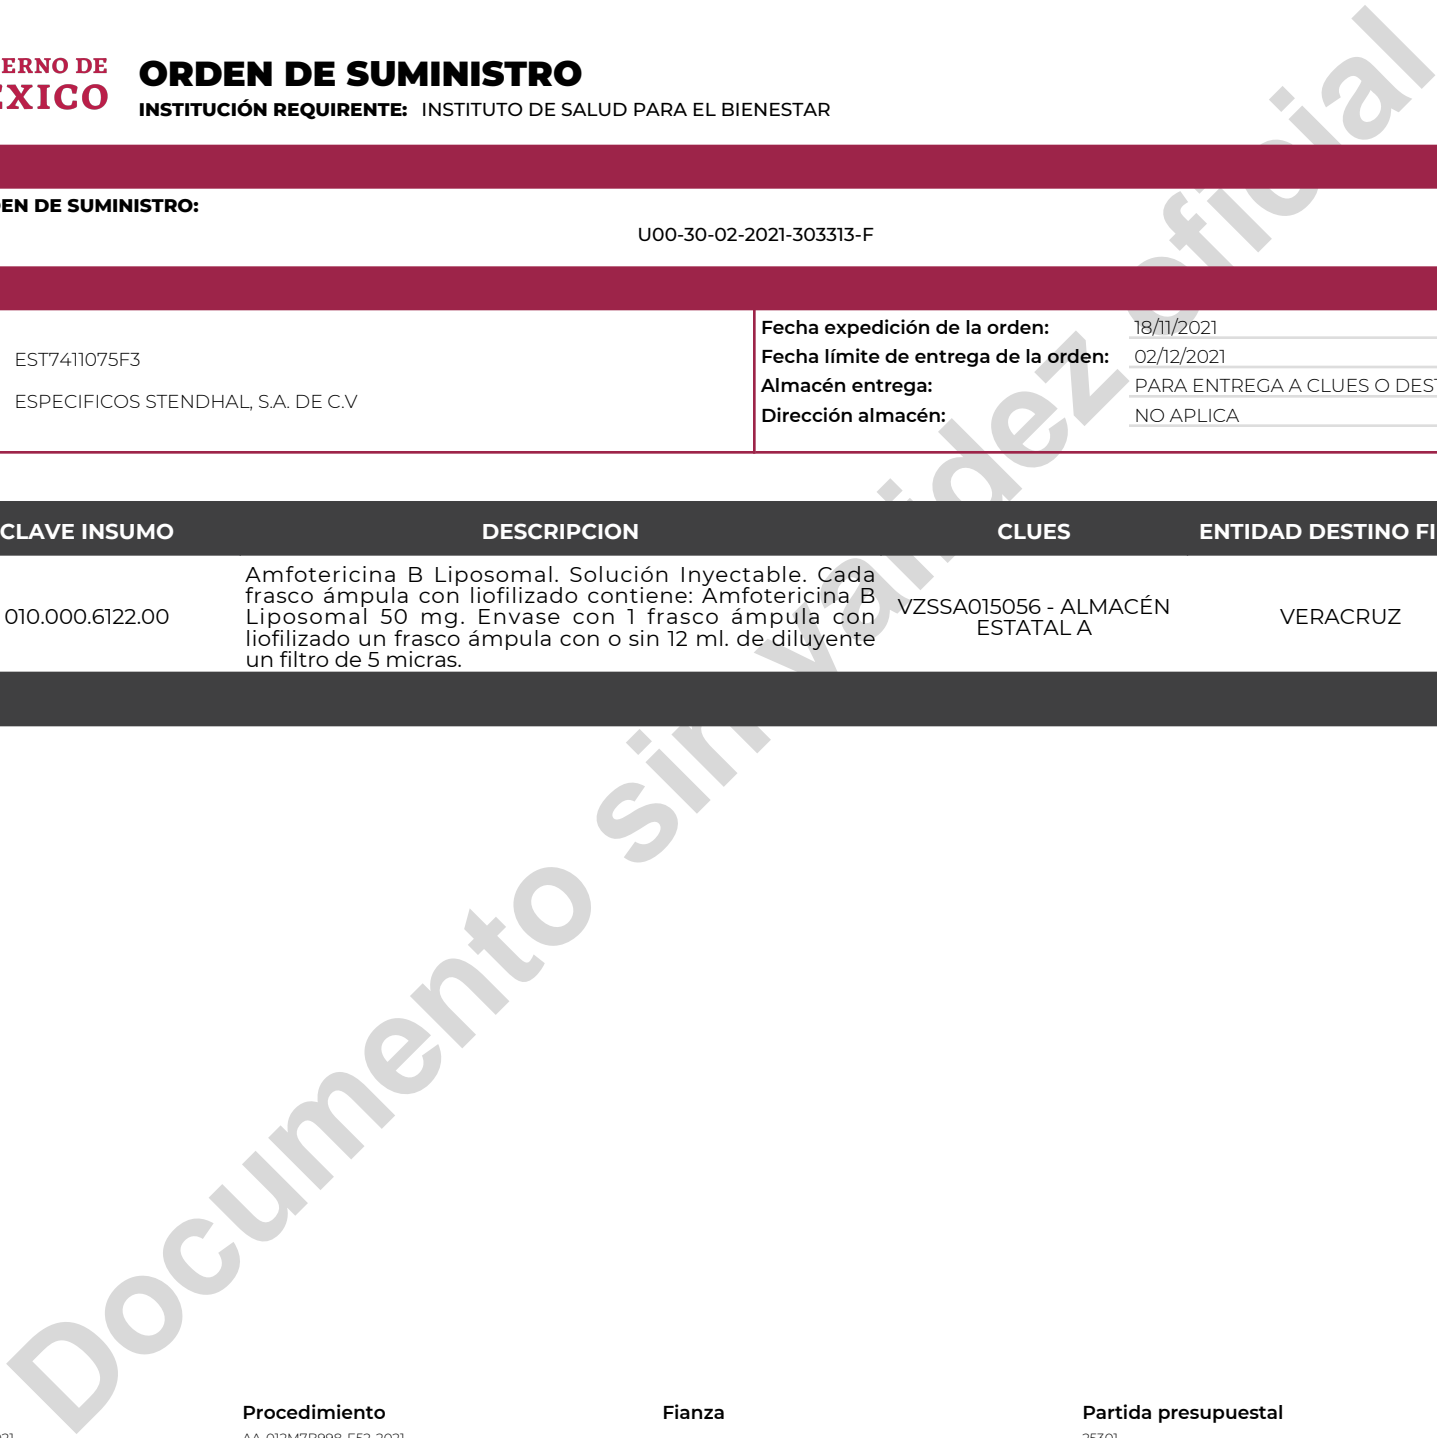 ERNO DE
ORDEN DE SUMINISTRO
INSTITUCIÓN REQUIRENTE: INSTITUTO DE SALUD PARA EL BIENESTAR
EN DE SUMINISTRO:
U00-30-02-2021-303313-F
EST7411075F3
ESPECIFICOS STENDHAL, S.A. DE C.V
Fecha expedición de la orden: 18/11/2021
Fecha límite de entrega de la orden: 02/12/2021
Almacén entrega: PARA ENTREGA A CLUES O DEST
Dirección almacén: NO APLICA
CLAVE INSUMO DESCRIPCION CLUES ENTIDAD DESTINO FI
010.000.6122.00
Amfotericina B Liposomal. Solución Inyectable. Cada
frasco ámpula con liofilizado contiene: Amfotericina B
Liposomal 50 mg. Envase con 1 frasco ámpula con
liofilizado un frasco ámpula con o sin 12 ml. de diluyente
un filtro de 5 micras.
VZSSA015056 - ALMACÉN
ESTATAL A
VERACRUZ
Documento sin validez oficial
Procedimiento Fianza Partida presupuestal